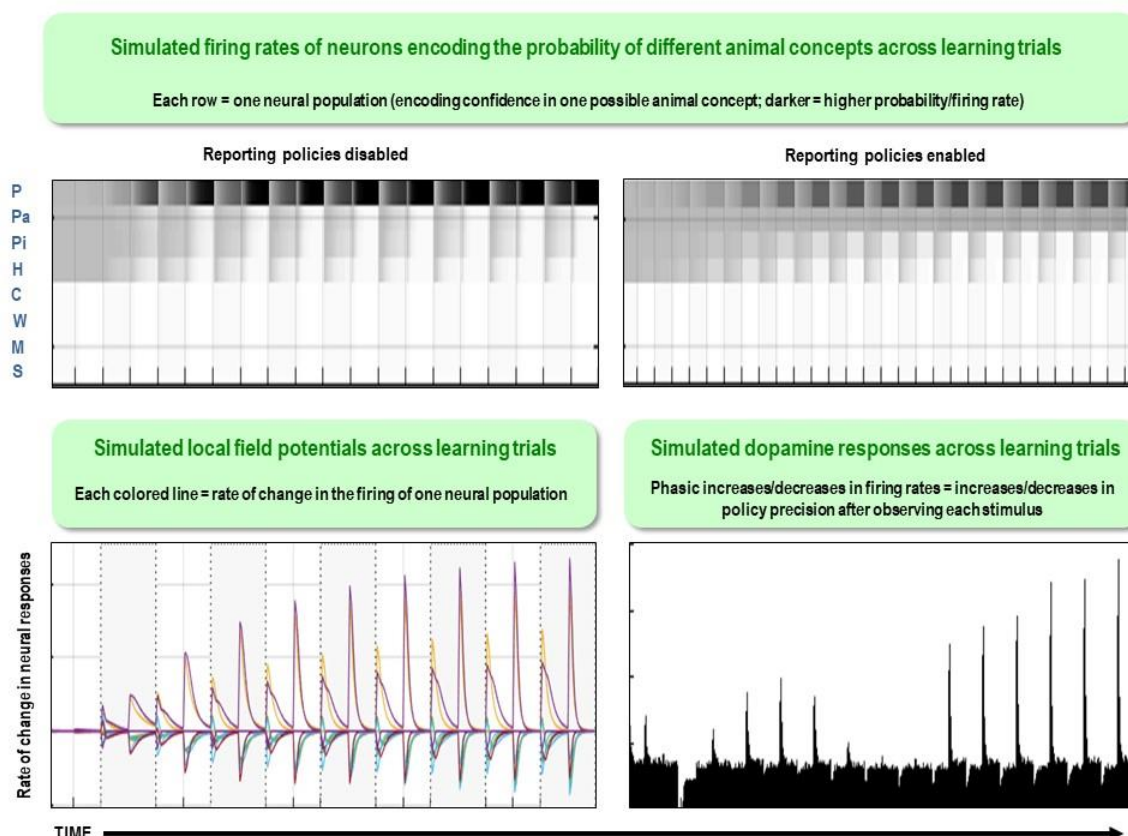 Simulated firing rates of neurons encoding the probability of different animal concepts across learning trials
Each row = one neural population (encoding confidence in one possible animal concept; darker = higher probability/firing rate)
Reporting policies disabled
Reporting policies enabled
P
Pa
Pi
H
C
W
M
S
Simulated local field potentials across learning trials
Each colored line = rate of change in the firing of one neural population
Simulated dopamine responses across learning trials
Phasic increases/decreases in firing rates = increases/decreases in
policy precision after observing each stimulus
Rate of change in neural responses
TIME